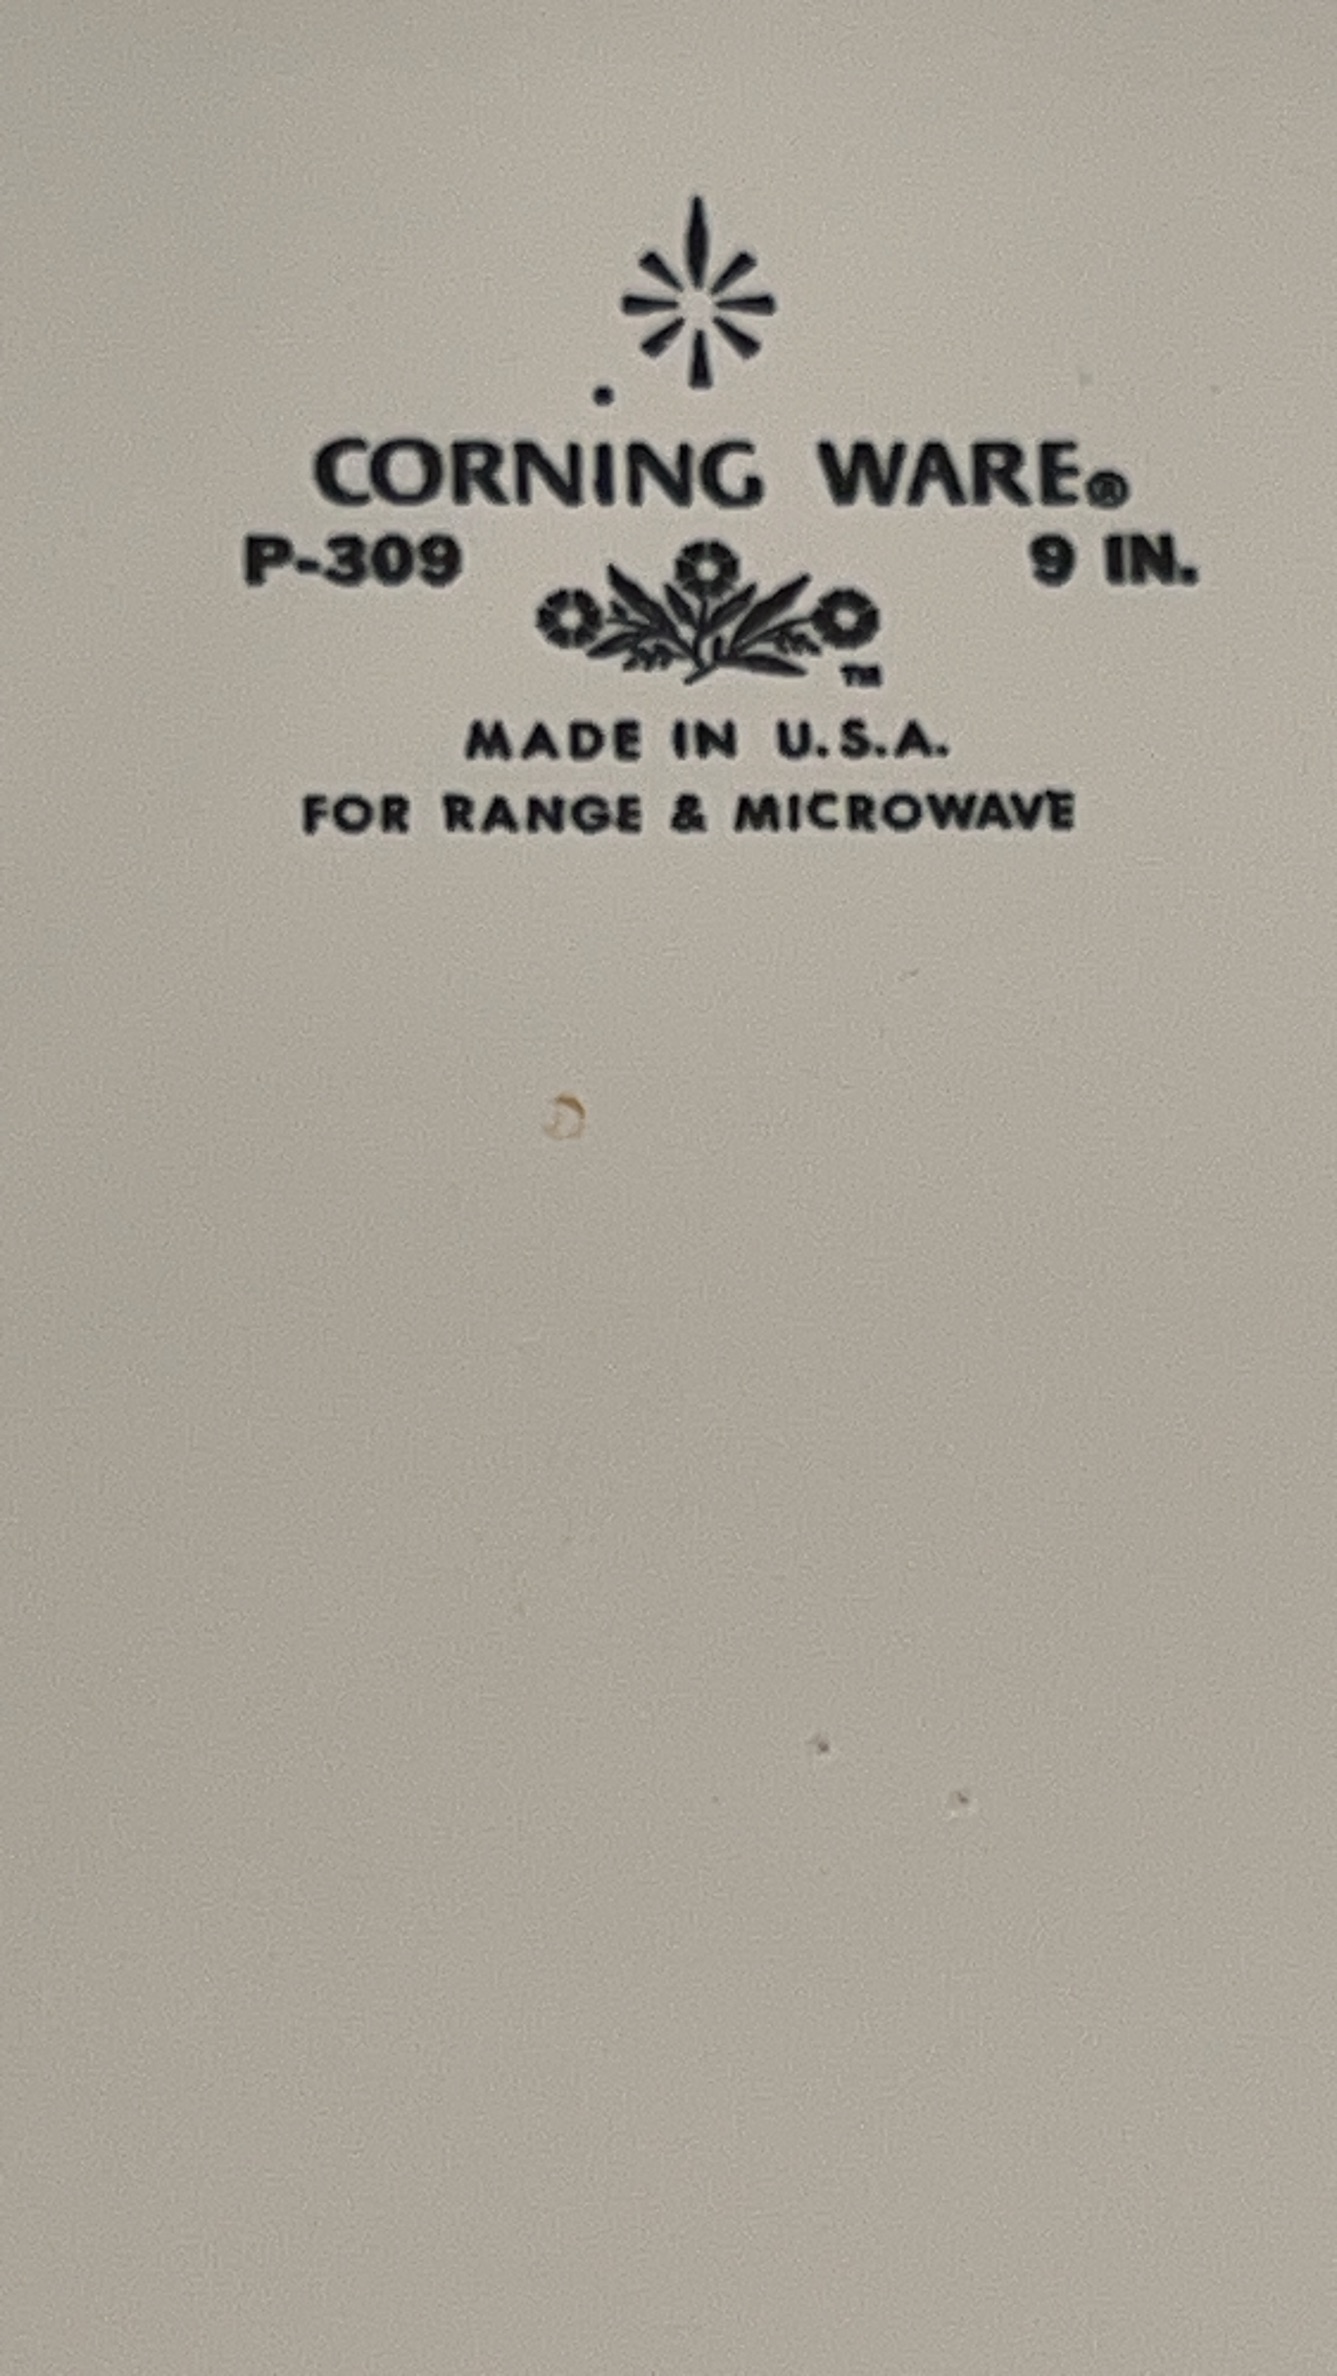 CORNING WARE®
P-309 9 IN.
TM
MADE IN U.S.A.
FOR RANGE & MICROWAVE